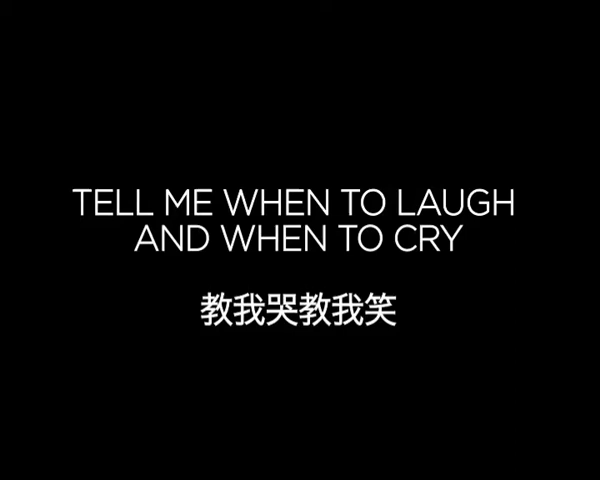 TELL ME WHEN TO LAUGH
AND WHEN TO CRY
教我哭教我笑